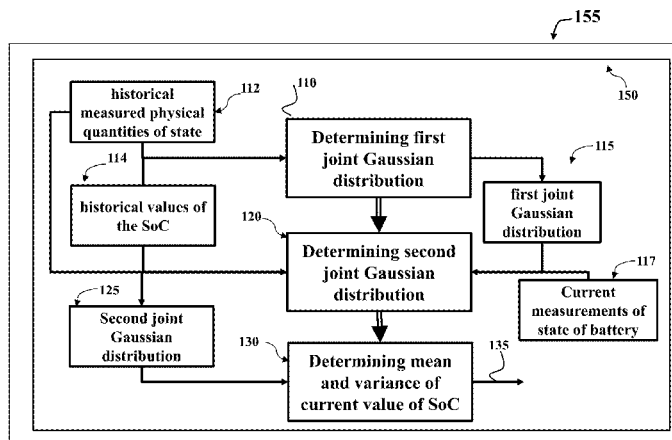 155
150
historical
measured physical
quantities of state
112
110
Determining first
joint Gaussian
distribution
115
114
historical values of
the SoC
first joint
Gaussian
distribution
120
Determining second
joint Gaussian
distribution
117
Current
measurements of
state of battery
125
Second joint
Gaussian
distribution
130
Determining mean
and variance of
current value of SoC
135